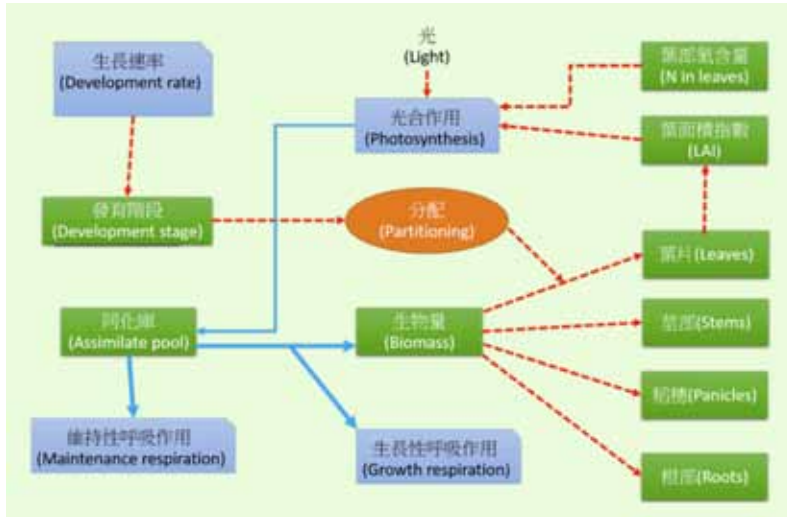 生長速率
(Development rate)
光
(Light)
葉部氮含量
(N in leaves)
光合作用
(Photosynthesis)
葉面積指數
(LAI)
發育階段
(Development stage)
分配
(Partitioning)
葉片(Leaves)
同化庫
(Assimilate pool)
生物量
(Biomass)
莖部(Stems)
稻穗(Panicles)
維持性呼吸作用
(Maintenance respiration)
生長性呼吸作用
(Growth respiration)
根部(Roots)